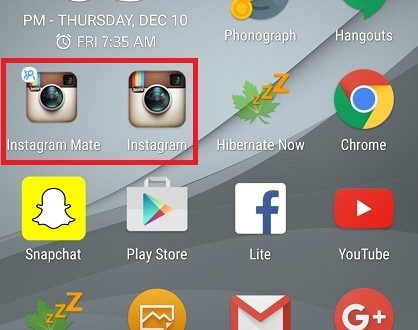 PM - THURSDAY, DEC 10
FRI 7:35 AM
Phonograph
Hangouts
Instagram Mate
Instagram
Hibernate Now
Chrome
Snapchat
Play Store
Lite
YouTube